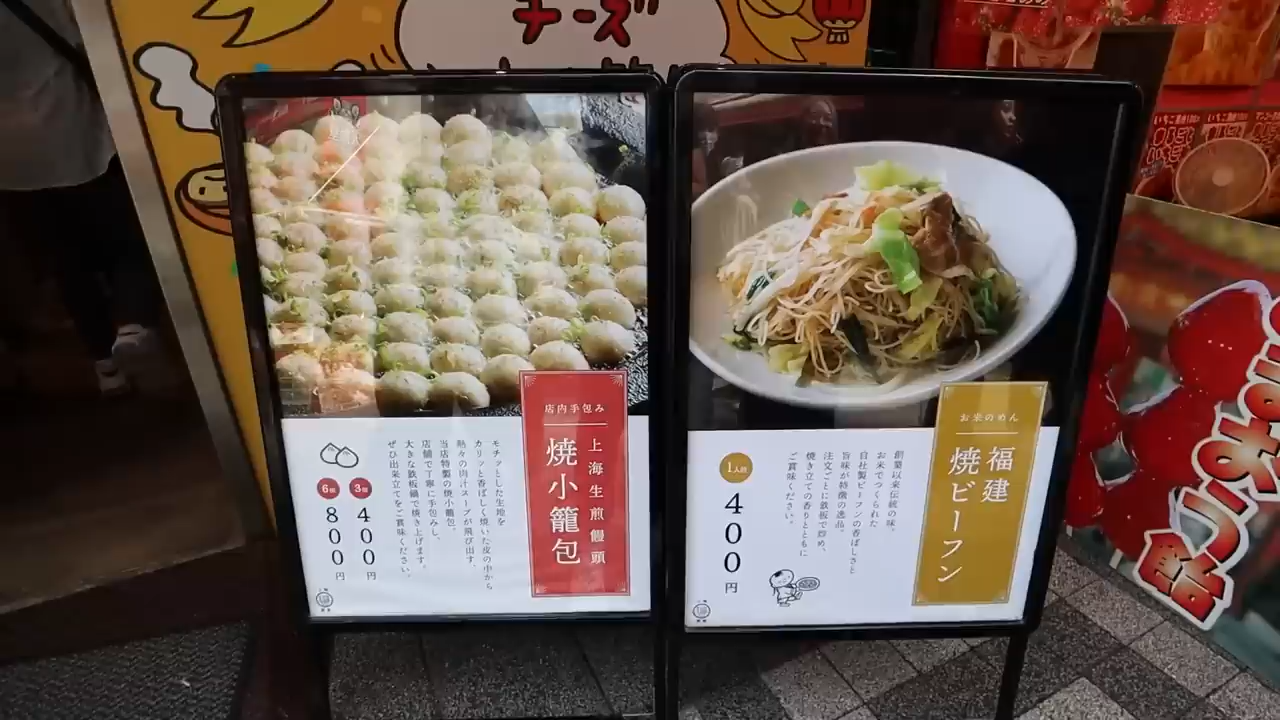 チーズ
店内手包み
上海生煎饅頭
焼小籠包
モチッとした生地を
カリッと香ばしく焼いた皮の中から
熱々の肉汁スープが飛び出す、
当店特製の焼小籠包。
店舗で丁寧に手包みし、
大きな鉄板鍋で焼き上げます。
ぜひ出来立てをご賞味ください。
3個
400円
6個
800円
お米のめん
福建
焼ビーフン
創業以来伝統の味。
お米でつくられた
自社製ビーフンの香ばしさと
旨味が特徴の逸品。
注文ごとに鉄板で炒め、
焼き立ての香りとともに
ご賞味ください。
1人前
400円
飴